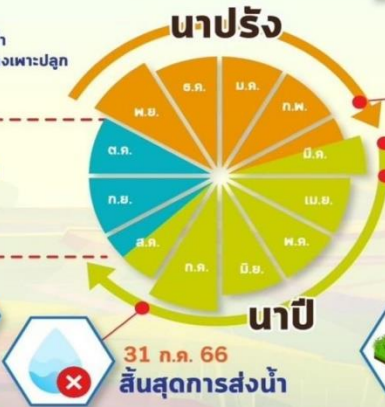 นาปรัง
งเพาะปลูก
ธ.ค.
ม.ค.
พ.ย.
ก.พ.
ต.ค.
มี.ค.
ก.ย.
เม.ย.
ส.ค.
พ.ค.
ก.ค.
มิ.ย.
นาปี
31 ก.ค. 66
สิ้นสุดการส่งน้ำ